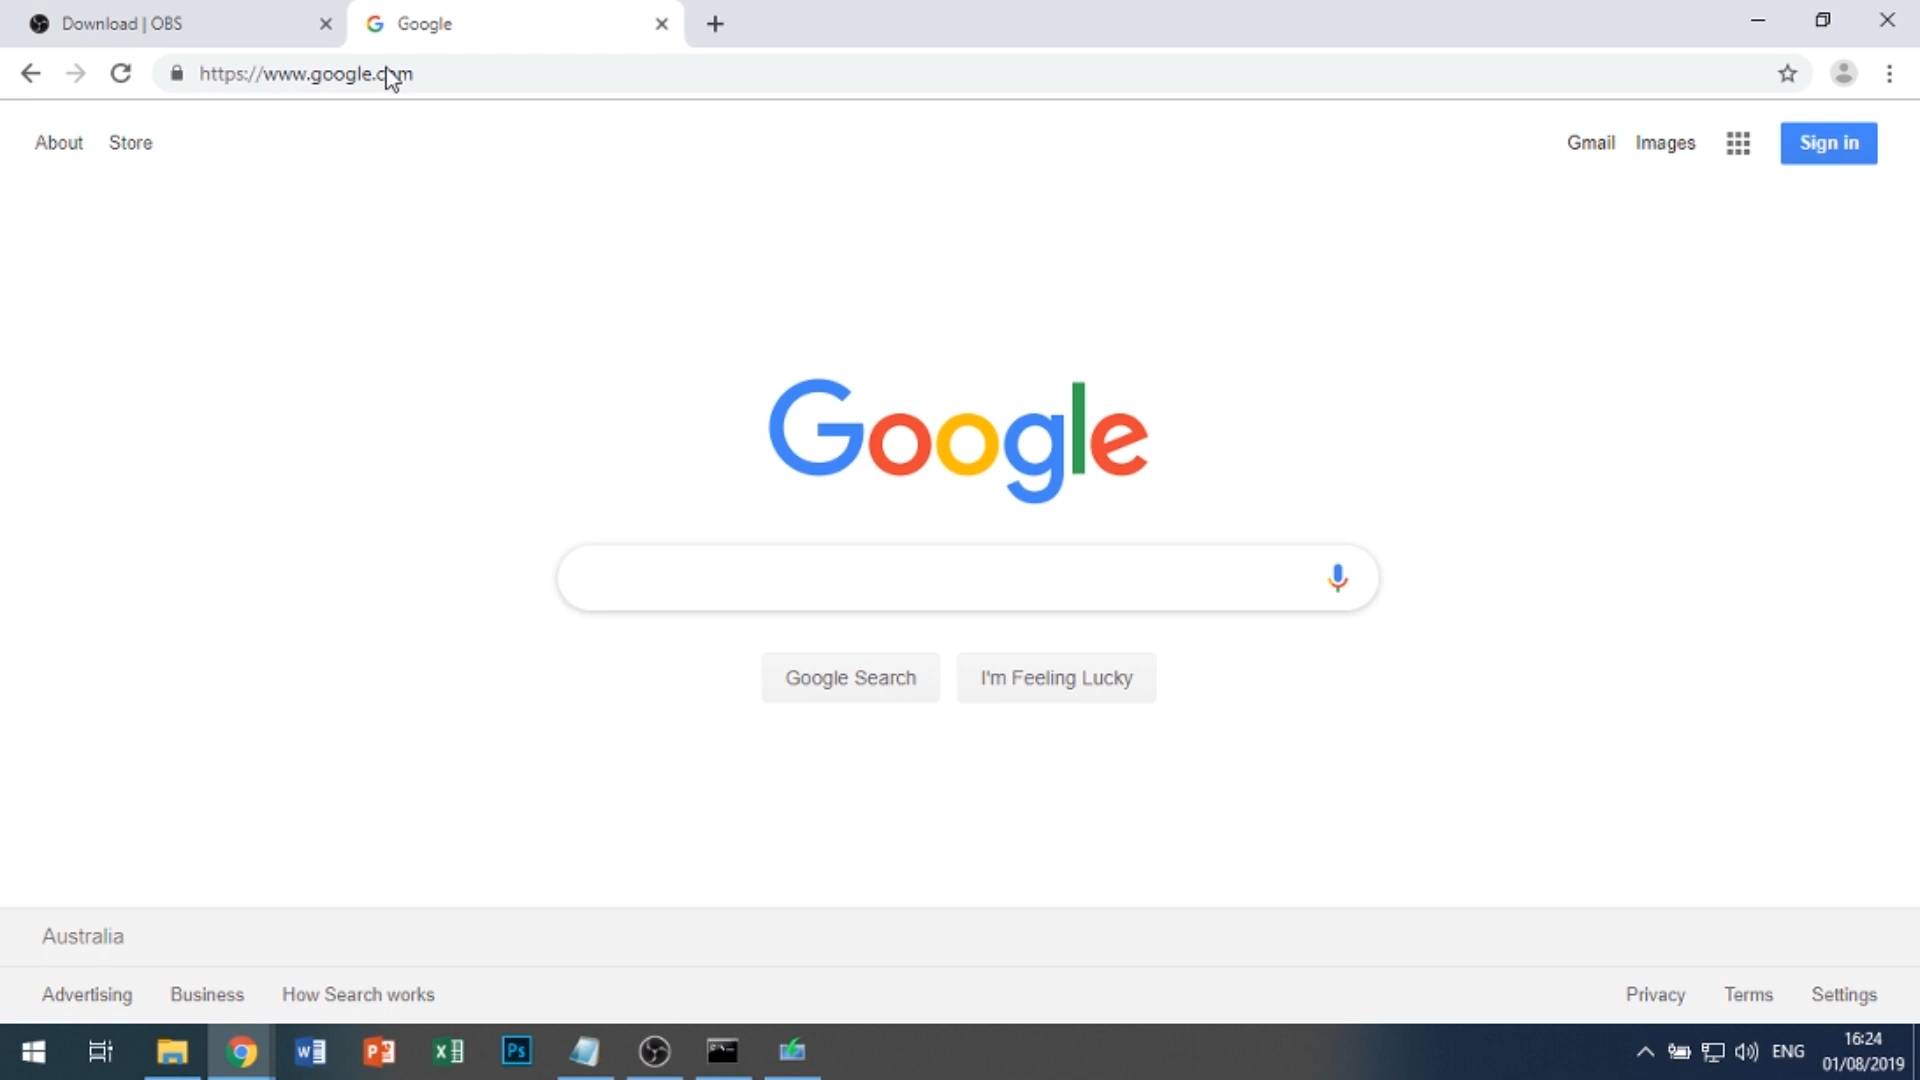 Download | OBS
Google
https://www.google.com
About Store
Gmail Images Sign in
Google
Google Search I'm Feeling Lucky
Australia
Advertising Business How Search works
Privacy Terms Settings
Ps
ENG
16:24
01/08/2019